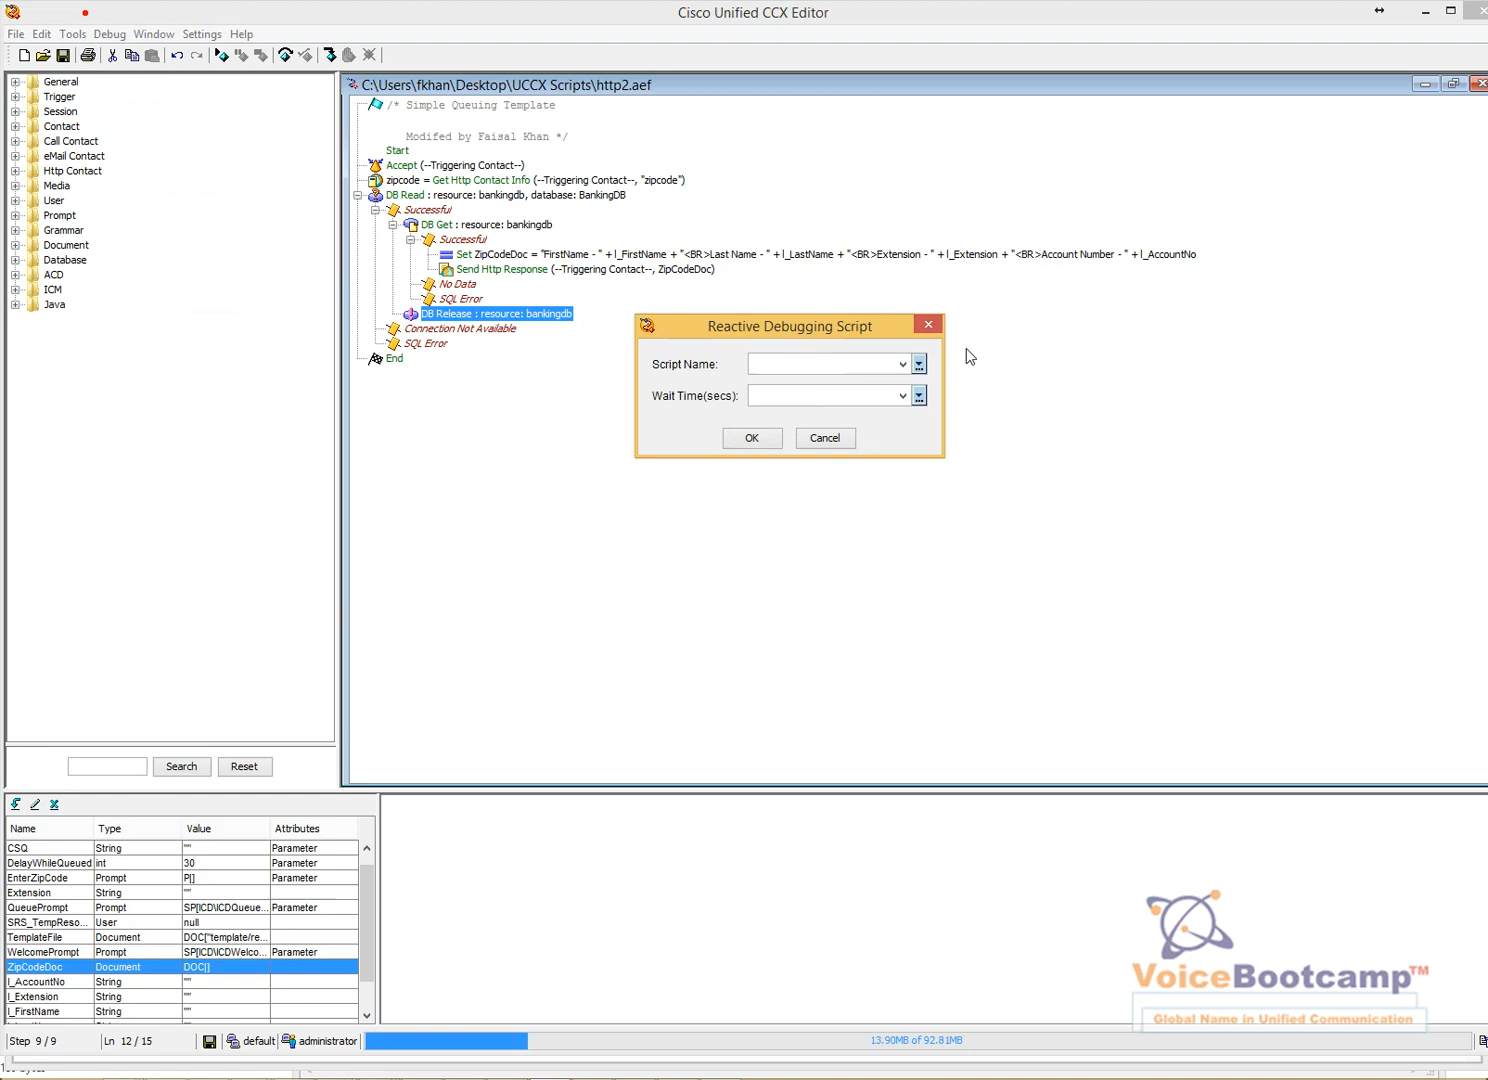 Cisco Unified CCX Editor
File Edit Tools Debug Window Settings Help
General
Trigger
Session
Contact
Call Contact
eMail Contact
Http Contact
Media
User
Prompt
Grammar
Document
Database
ACD
ICM
Java
Search Reset
C:\Users\fkhan\Desktop\UCCX Scripts\http2.aef
/* Simple Queuing Template
Modifed by Faisal Khan */
Start
Accept (--Triggering Contact--)
zipcode = Get Http Contact Info (--Triggering Contact--, "zipcode")
DB Read : resource: bankingdb, database: BankingDB
Successful
DB Get : resource: bankingdb
Successful
Set ZipCodeDoc = "FirstName - " + l_FirstName + "<BR>Last Name - " + l_LastName + "<BR>Extension - " + l_Extension + "<BR>Account Number - " + l_AccountNo
Send Http Response (--Triggering Contact--, ZipCodeDoc)
No Data
SQL Error
DB Release : resource: bankingdb
Connection Not Available
SQL Error
End
Reactive Debugging Script
Script Name:
Wait Time(secs):
OK Cancel
Name Type Value Attributes
CSQ String "" Parameter
DelayWhileQueued int 30 Parameter
EnterZipCode Prompt P[] Parameter
Extension String ""
QueuePrompt Prompt SP[ICD\ICDQueue... Parameter
SRS_TempReso... User null
TemplateFile Document DOC["template/re...
WelcomePrompt Prompt SP[ICD\ICDWelco... Parameter
ZipCodeDoc Document DOC[]
l_AccountNo String ""
l_Extension String ""
l_FirstName String ""
VoiceBootcamp™
Global Name in Unified Communication
Step 9 / 9 Ln 12 / 15 default administrator 13.90MB of 92.81MB